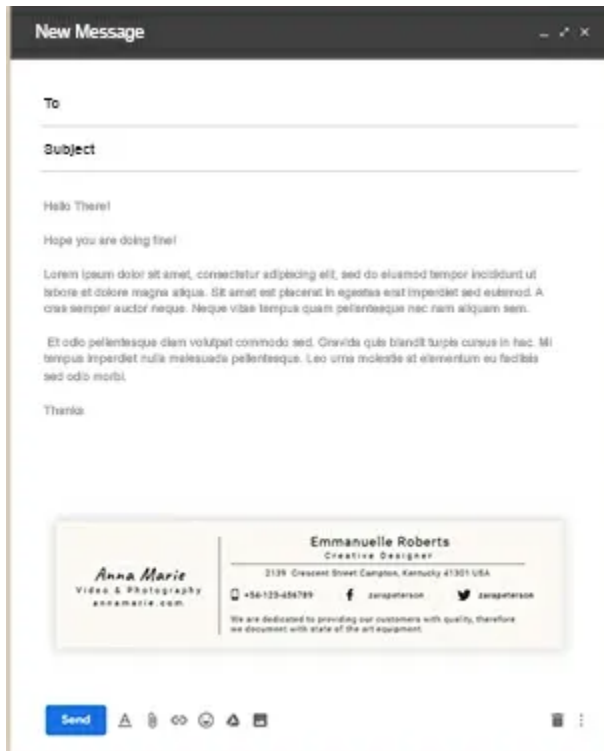 New Message
To
Subject
Hello There!
Hope you are doing fine!
Lorem ipsum dolor sit amet, consectetur adipiscing elit, sed do eiusmod tempor incididunt ut
labore et dolore magna aliqua. Sit amet est placerat in egestas erat imperdiet sed euismod. A
cras semper auctor neque. Neque vitae tempus quam pellentesque nec nam aliquam sem.
Et odio pellentesque diam volutpat commodo sed. Gravida quis blandit turpis cursus in hac. Mi
tempus imperdiet nulla malesuada pellentesque. Leo urna molestie at elementum eu facilisis
sed odio morbi.
Thanks
Anna Marie
Video & Photography
annamarie.com
Emmanuelle Roberts
Creative Designer
2139 Crescent Street Campton, Kentucky 41301 USA
+56-123-456789 zarapeterson zarapeterson
We are dedicated to providing our customers with quality, therefore
we document with state of the art equipment.
Send